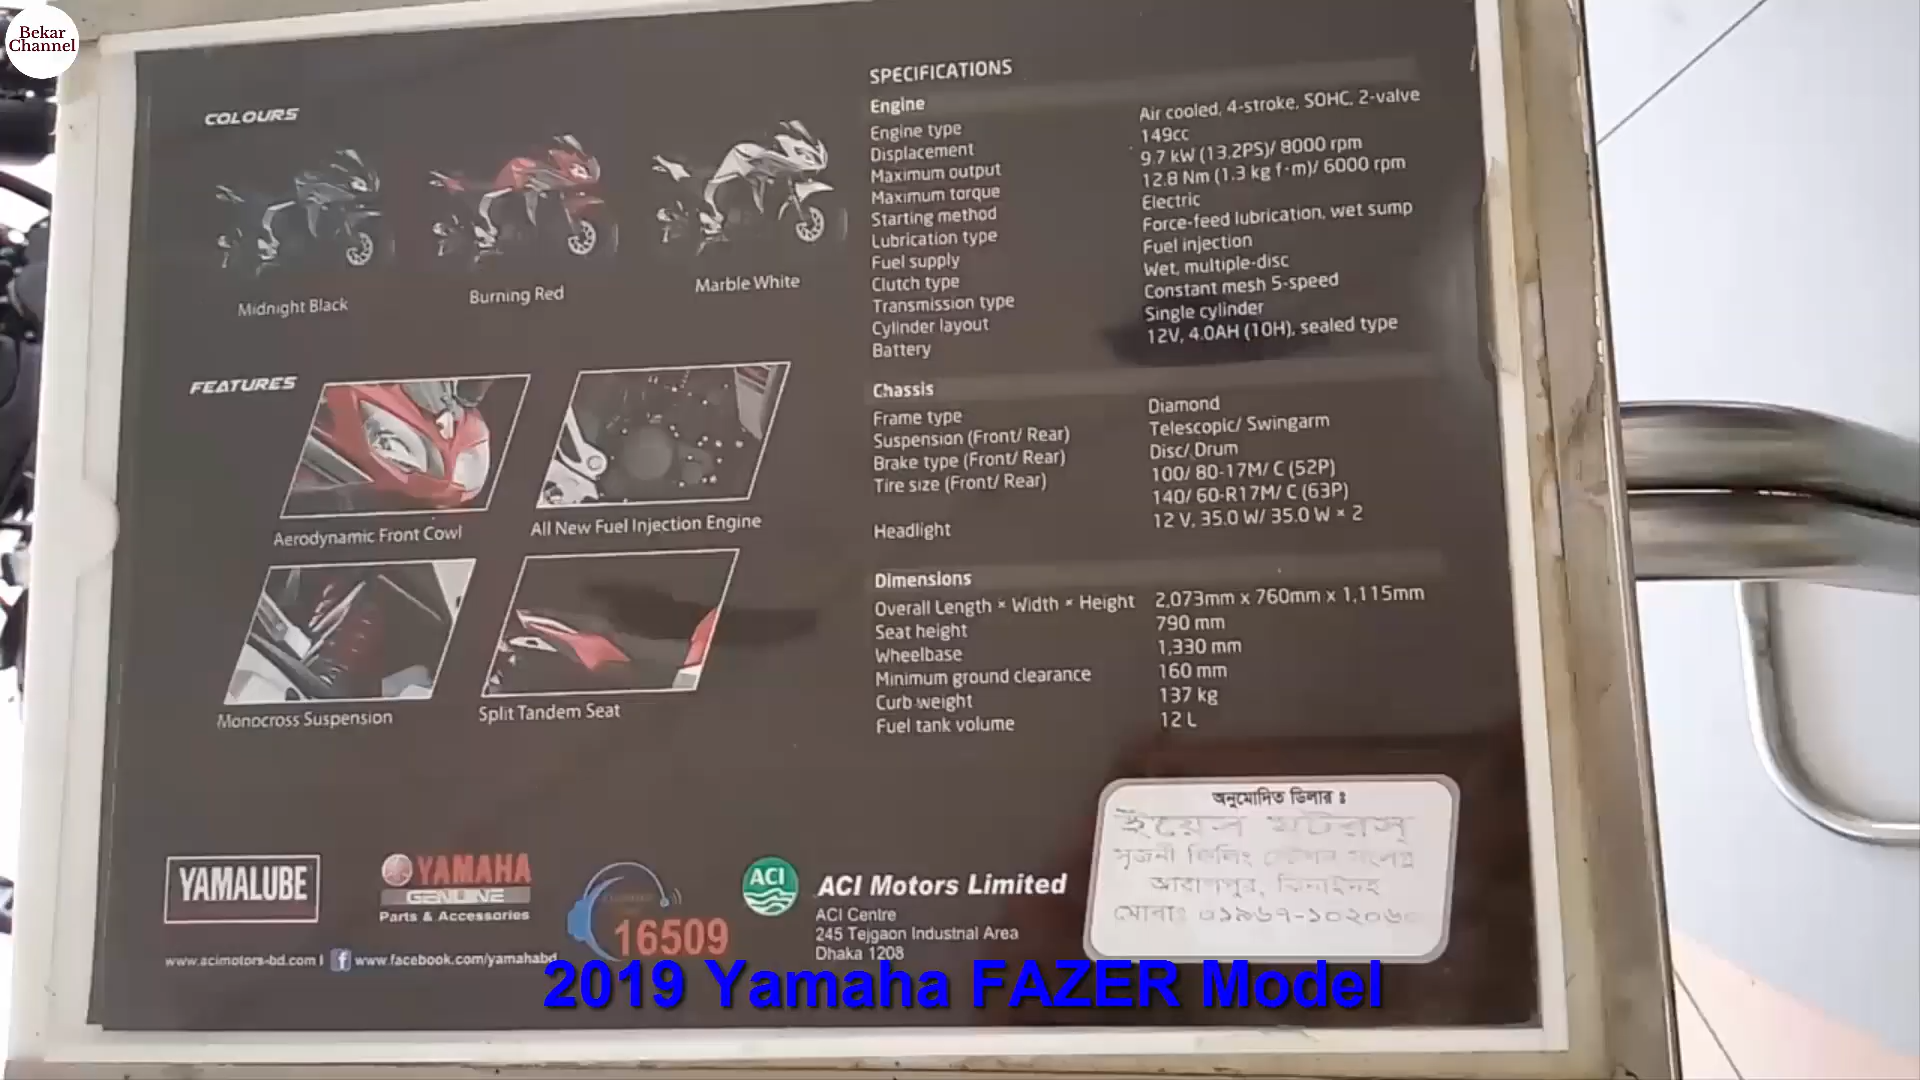 Bekar
Channel
COLOURS
Midnight Black
Burning Red
Marble White
FEATURES
Aerodynamic Front Cowl
All New Fuel Injection Engine
Monocross Suspension
Split Tandem Seat
SPECIFICATIONS
Engine
Engine type Air cooled, 4-stroke, SOHC, 2-valve
Displacement 149cc
Maximum output 9.7 kW (13.2PS)/ 8000 rpm
Maximum torque 12.8 Nm (1.3 kg f-m)/ 6000 rpm
Starting method Electric
Lubrication type Force-feed lubrication, wet sump
Fuel supply Fuel injection
Clutch type Wet, multiple-disc
Transmission type Constant mesh 5-speed
Cylinder layout Single cylinder
Battery 12V, 4.0AH (10H), sealed type
Chassis
Frame type Diamond
Suspension (Front/ Rear) Telescopic/ Swingarm
Brake type (Front/ Rear) Disc/ Drum
Tire size (Front/ Rear) 100/ 80-17M/ C (52P)
140/ 60-R17M/ C (63P)
Headlight 12 V, 35.0 W/ 35.0 W × 2
Dimensions
Overall Length × Width × Height 2,073mm x 760mm x 1,115mm
Seat height 790 mm
Wheelbase 1,330 mm
Minimum ground clearance 160 mm
Curb weight 137 kg
Fuel tank volume 12 L
YAMALUBE
YAMAHA
GENUINE
Parts & Accessories
16509
ACI
ACI Motors Limited
ACI Centre
245 Tejgaon Industrial Area
Dhaka 1208
www.acimotors-bd.com I f www.facebook.com/yamahabd
অনুমোদিত ডিলার ঃ
মটরস্
সৃজনী ফিলিং
মোবাঃ
2019 Yamaha FAZER Model